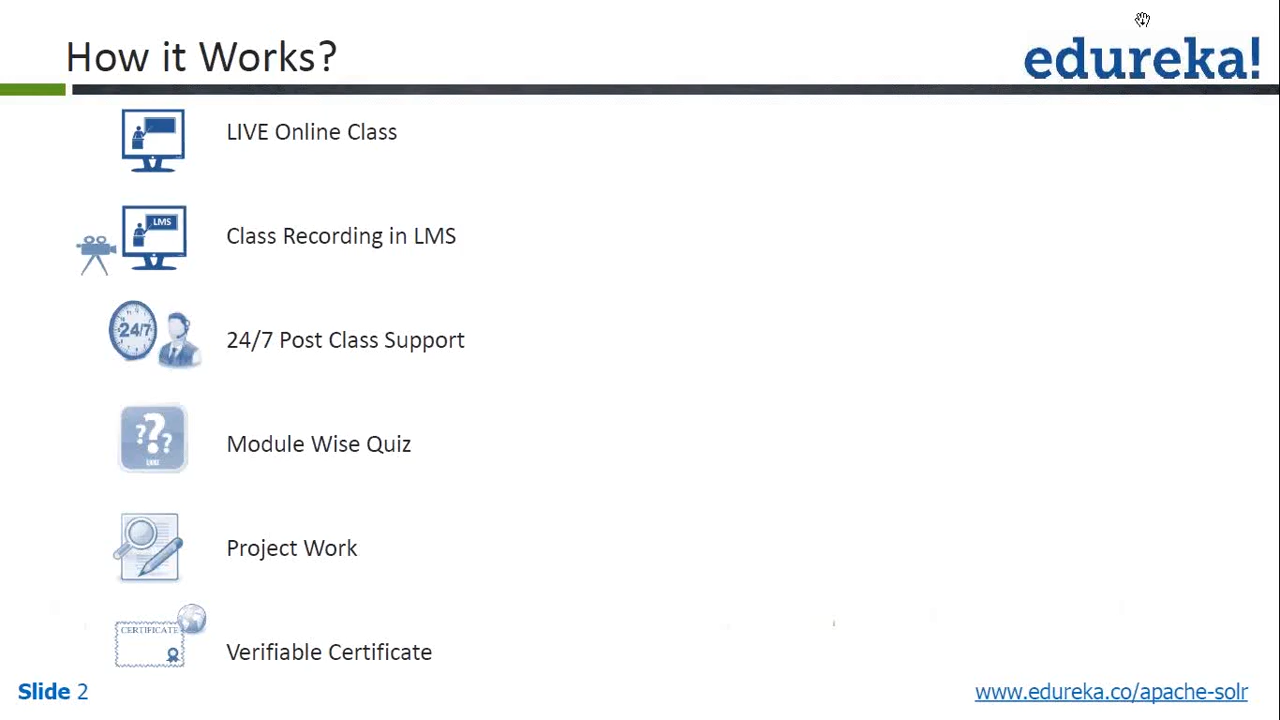 How it Works?
edureka!
LIVE Online Class
LMS
Class Recording in LMS
24/7
24/7 Post Class Support
???
QUIZ
Module Wise Quiz
Project Work
CERTIFICATE
Verifiable Certificate
Slide 2
www.edureka.co/apache-solr